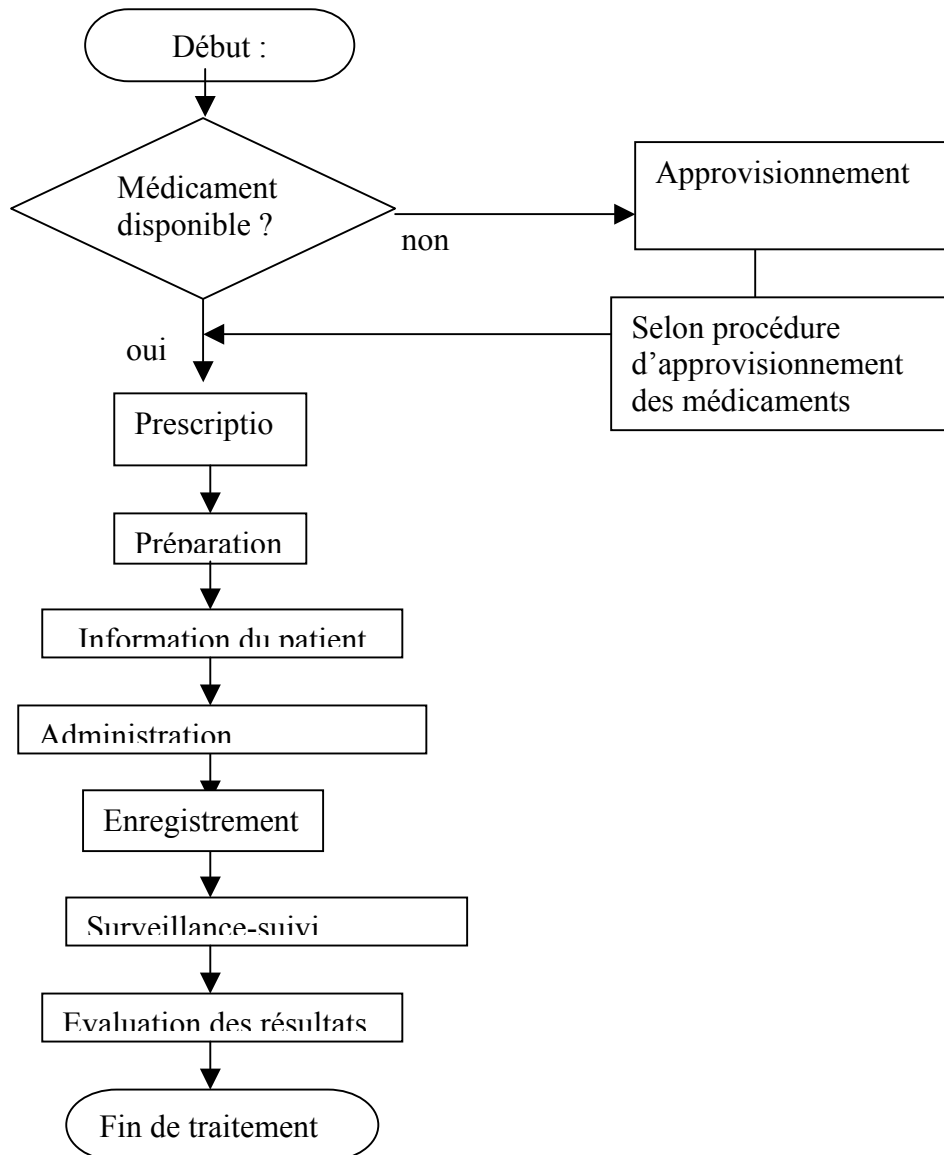 Début :
Médicament
disponible ?
non
Approvisionnement
Selon procédure
d’approvisionnement
des médicaments
oui
Prescriptio
Préparation
Information du patient
Administration
Enregistrement
Surveillance-suivi
Evaluation des résultats
Fin de traitement